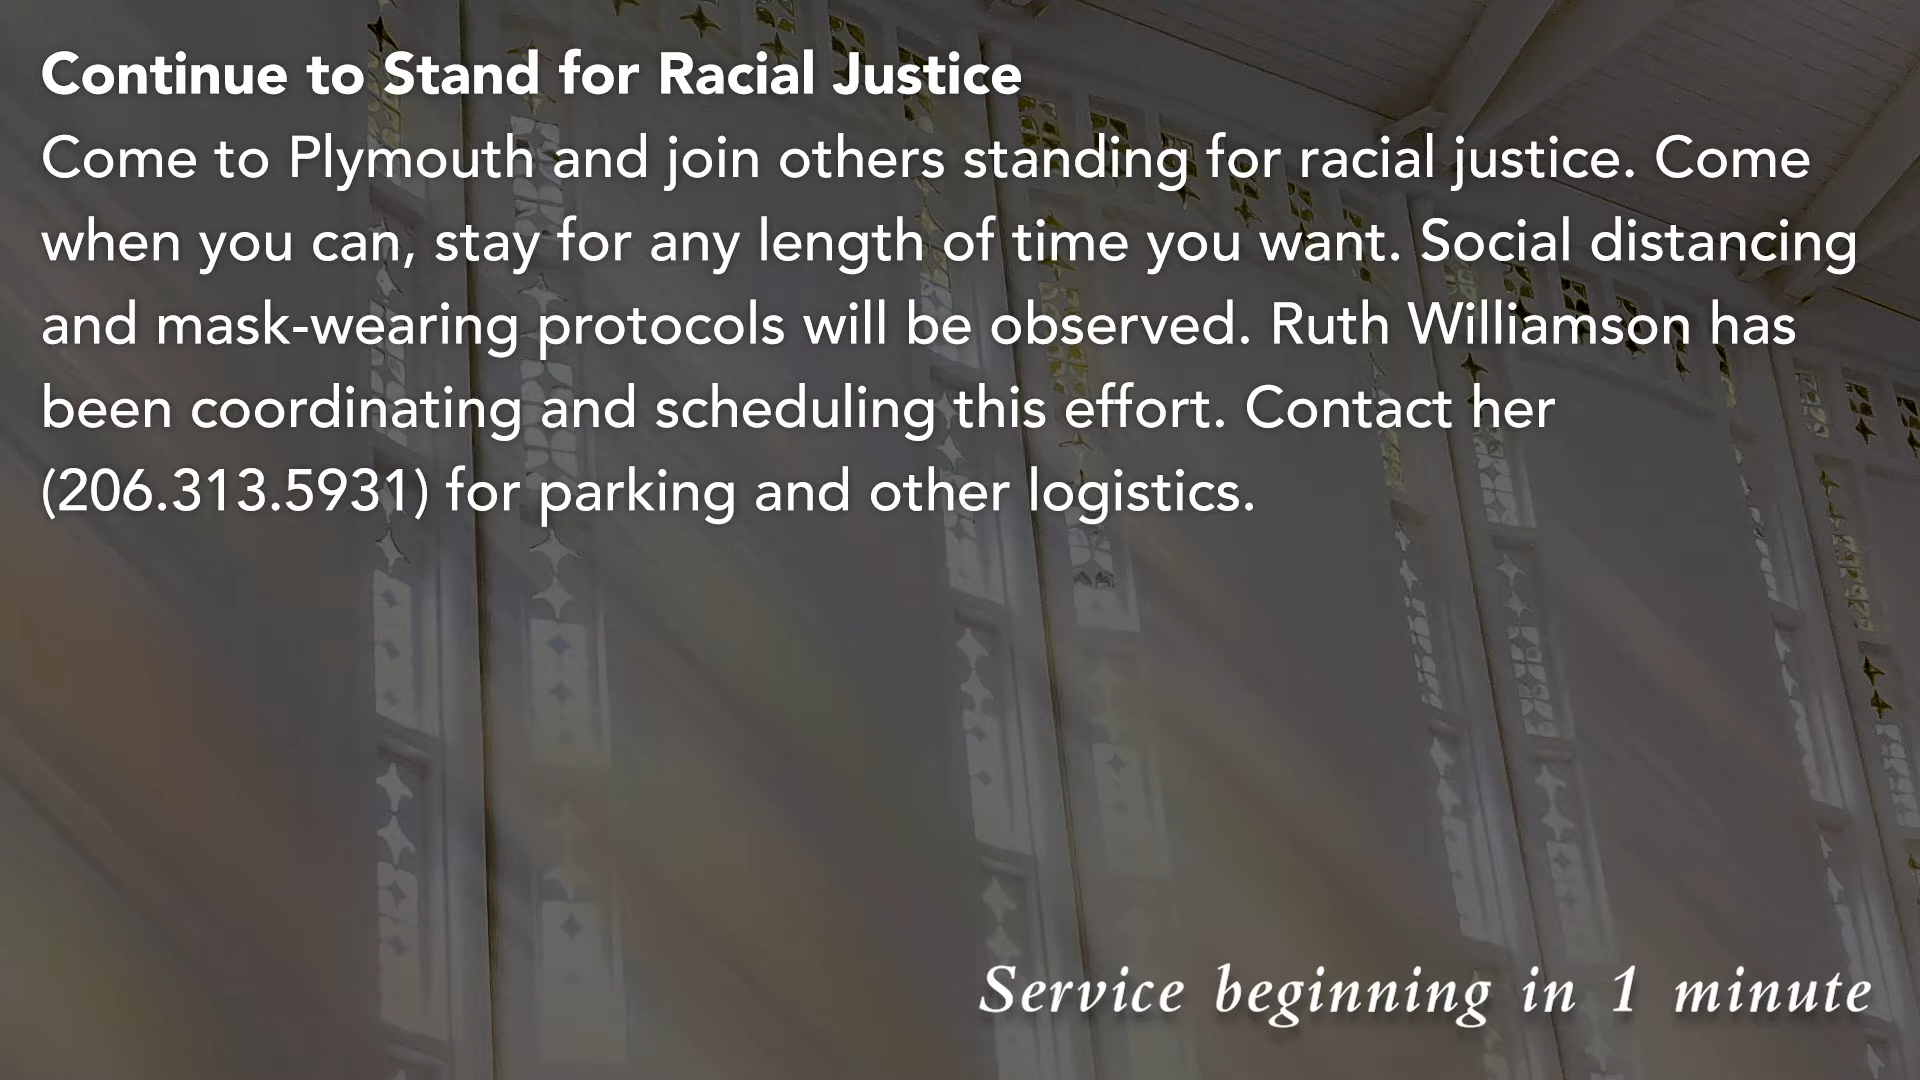 Continue to Stand for Racial Justice
Come to Plymouth and join others standing for racial justice. Come
when you can, stay for any length of time you want. Social distancing
and mask-wearing protocols will be observed. Ruth Williamson has
been coordinating and scheduling this effort. Contact her
(206.313.5931) for parking and other logistics.
Service beginning in 1 minute